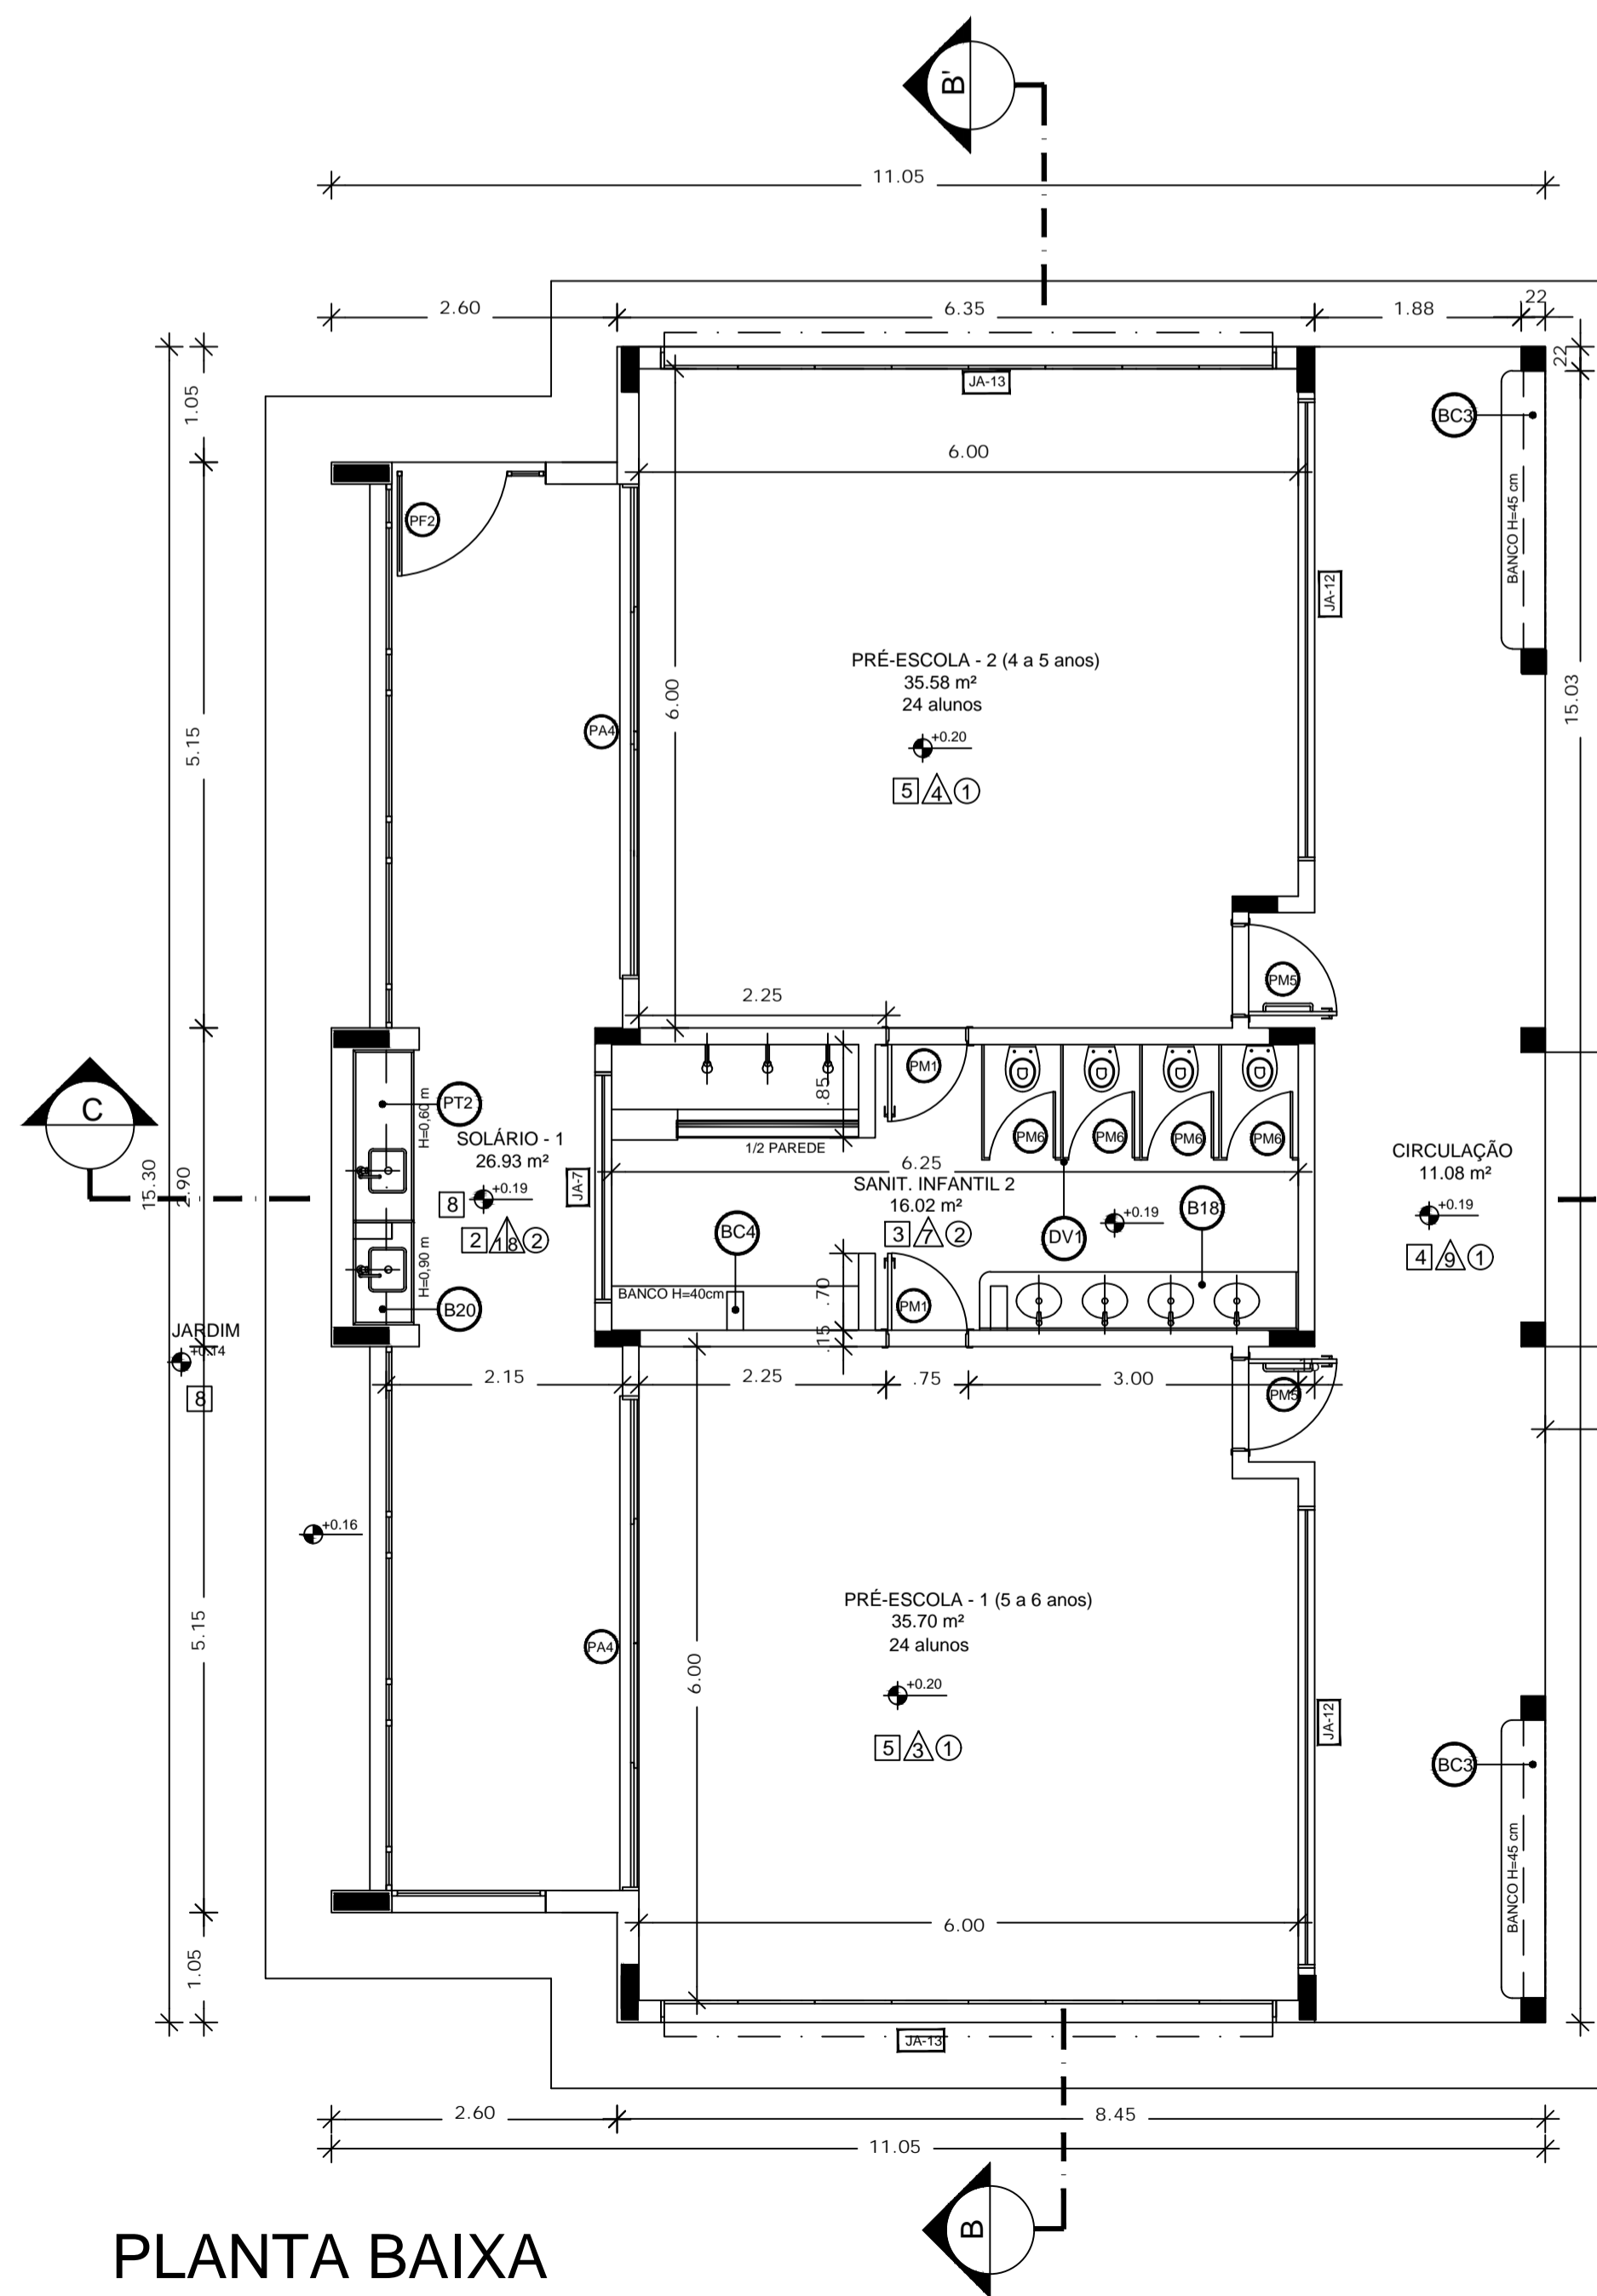 B'
11.05
2.60
6.35
1.88
22
22
1.05
JA-13
BC3
6.00
BANCO H=45 cm
PF2
JA-12
PRÉ-ESCOLA - 2 (4 a 5 anos)
35.58 m²
24 alunos
6.00
15.03
PA4
5.15
+0.20
5 4 1
PM5
2.25
PM1
.85
C
PT2
H=0,60 m
SOLÁRIO - 1
26.93 m²
+0.19
8
2 18 2
1/2 PAREDE
PM6
PM6
PM6
PM6
6.25
CIRCULAÇÃO
11.08 m²
+0.19
4 9 1
15.30
2.90
JA-7
SANIT. INFANTIL 2
16.02 m²
3 7 2
+0.19
B18
BC4
DV1
H=0,90 m
B20
BANCO H=40cm
.70
PM1
.15
JARDIM
+0.14
8
2.15
2.25
.75
3.00
PM5
+0.16
5.15
PA4
PRÉ-ESCOLA - 1 (5 a 6 anos)
35.70 m²
24 alunos
6.00
+0.20
5 3 1
JA-12
BC3
BANCO H=45 cm
6.00
1.05
JA-13
2.60
8.45
11.05
B
PLANTA BAIXA